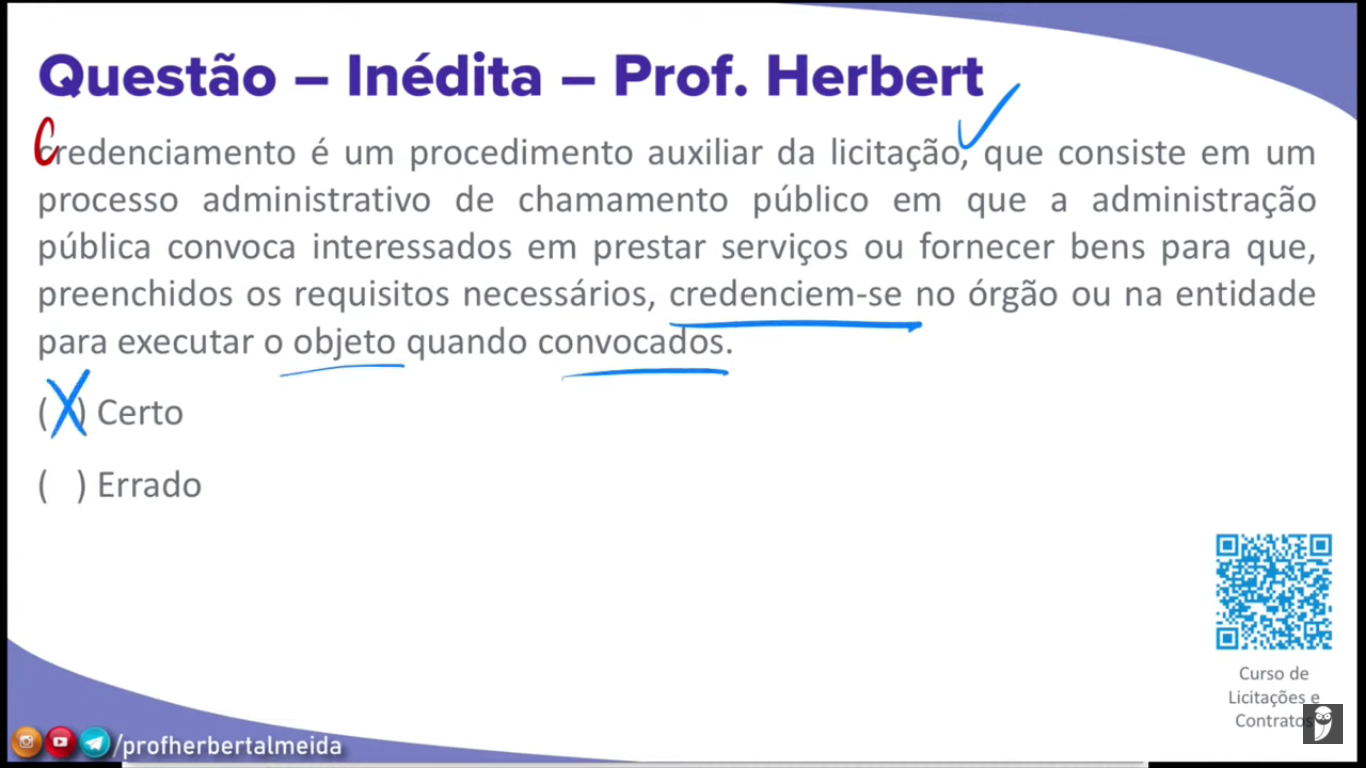 Questão – Inédita – Prof. Herbert
Credenciamento é um procedimento auxiliar da licitação, que consiste em um
processo administrativo de chamamento público em que a administração
pública convoca interessados em prestar serviços ou fornecer bens para que,
preenchidos os requisitos necessários, credenciem-se no órgão ou na entidade
para executar o objeto quando convocados.
(X) Certo
( ) Errado
Curso de
Licitações e
Contratos
/profherbertalmeida